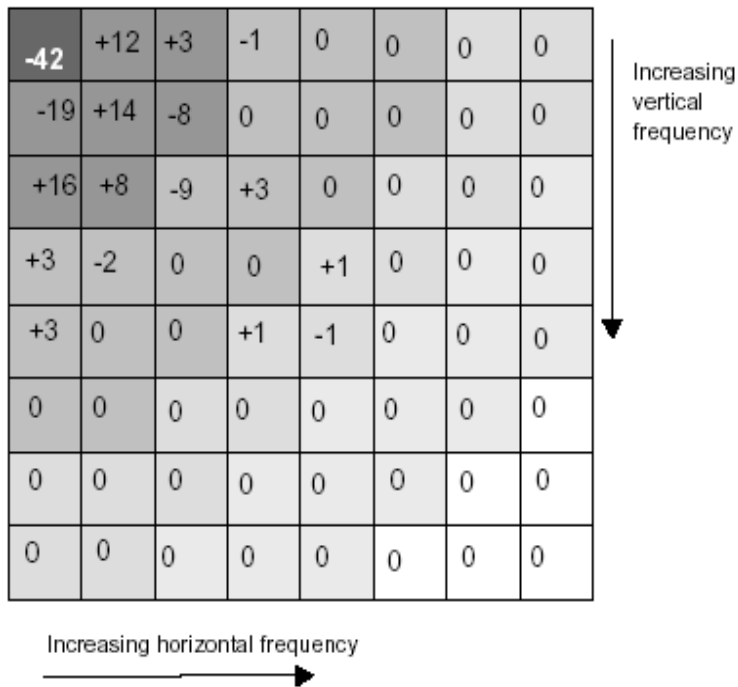 -42 +12 +3 -1 0 0 0 0
-19 +14 -8 0 0 0 0 0
+16 +8 -9 +3 0 0 0 0
+3 -2 0 0 +1 0 0 0
+3 0 0 +1 -1 0 0 0
0 0 0 0 0 0 0 0
0 0 0 0 0 0 0 0
0 0 0 0 0 0 0 0
Increasing
vertical
frequency
Increasing horizontal frequency